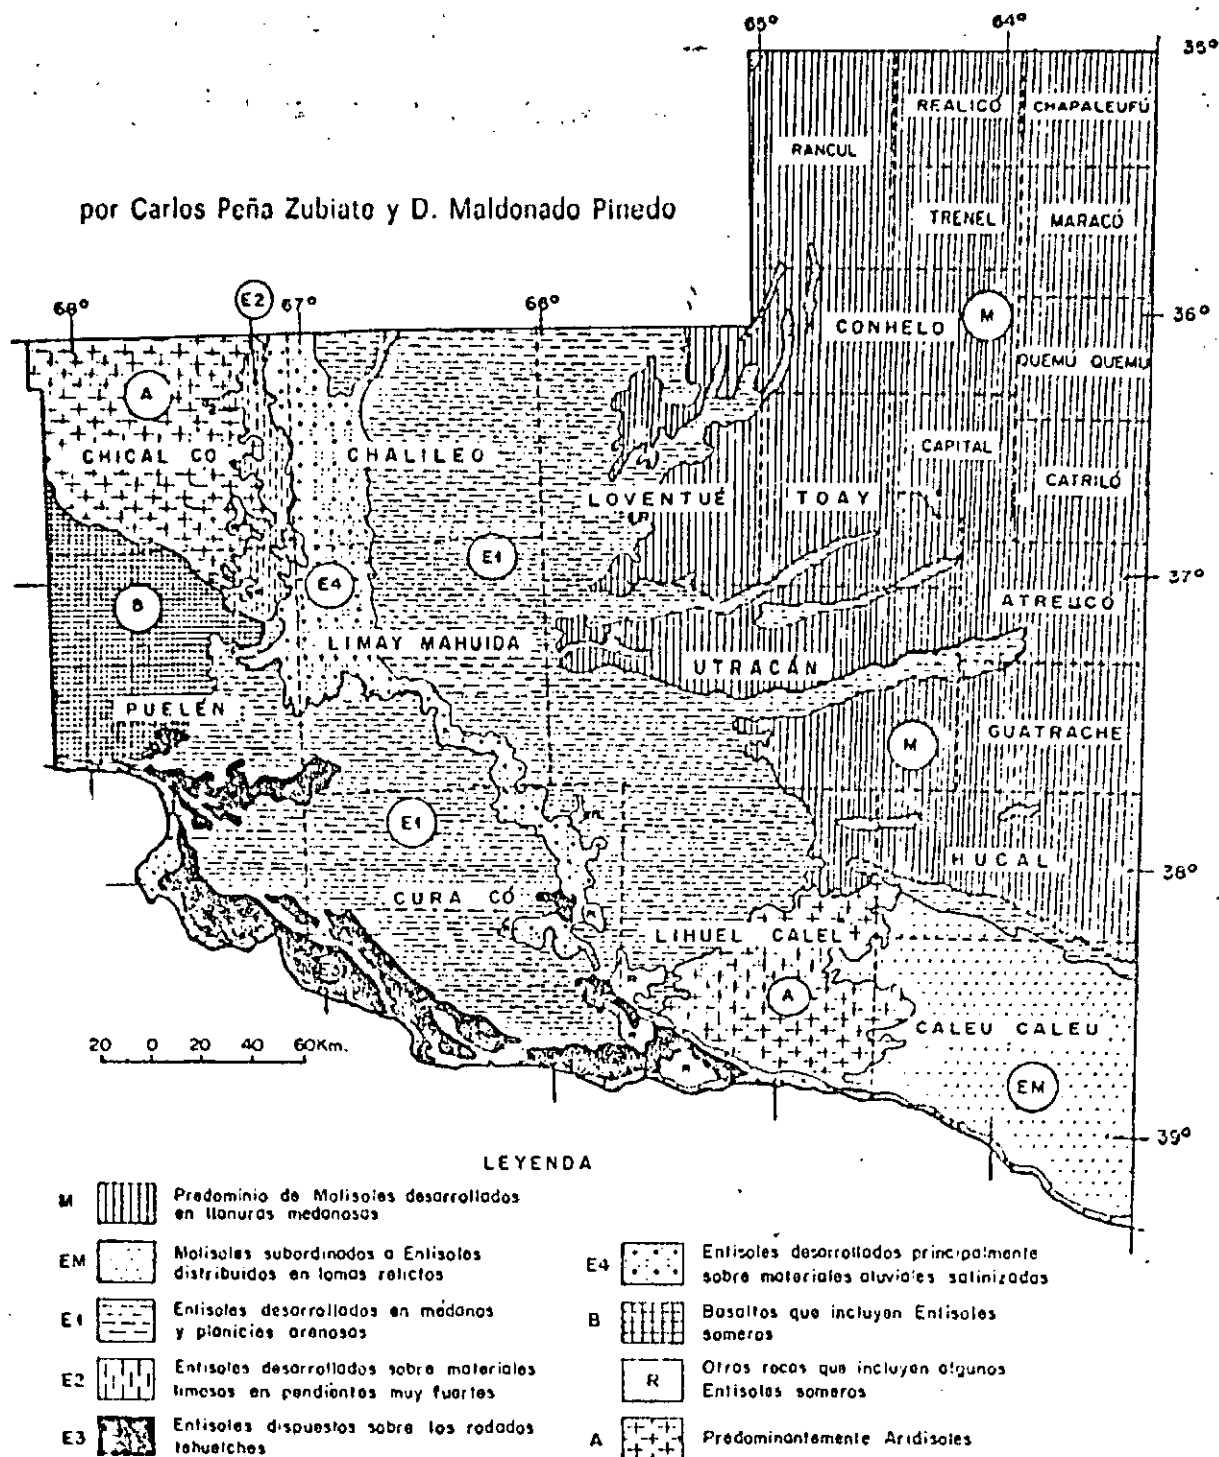 65° 64°
35°
REALICÓ CHAPALEUFÚ
RANCUL
por Carlos Peña Zubiate y D. Maldonado Pinedo
TRENEL MARACÓ
E2
68° 67° 66°
M 36°
CONHELO
QUEMÚ QUEMÚ
A
CHICAL CO CHALILEO
CAPITAL
LOVENTUÉ TOAY CATRILÓ
E1
E4 37°
B
ATREUCO
LIMAY MAHUIDA
UTRACÁN
PUELÉN
M GUATRACHE
E1
HUCAL
38°
CURA CÓ
R
LIHUEL CALEL
R
A
CALEU CALEU
20 0 20 40 60Km.
R
EM
39°
LEYENDA
M Predominio de Molisoles desarrollados
en llanuras medanosas
EM Molisoles subordinados a Entisoles
distribuidos en lomas relictos
E1 Entisoles desarrollados en médanos
y planicies arenosas
E2 Entisoles desarrollados sobre materiales
limosos en pendientes muy fuertes
E3 Entisoles dispuestos sobre los rodados
tehuelches
E4 Entisoles desarrollados principalmente
sobre materiales aluviales salinizados
B Basaltos que incluyen Entisoles
someros
R Otras rocas que incluyen algunos
Entisoles someros
A Predominantemente Aridisoles